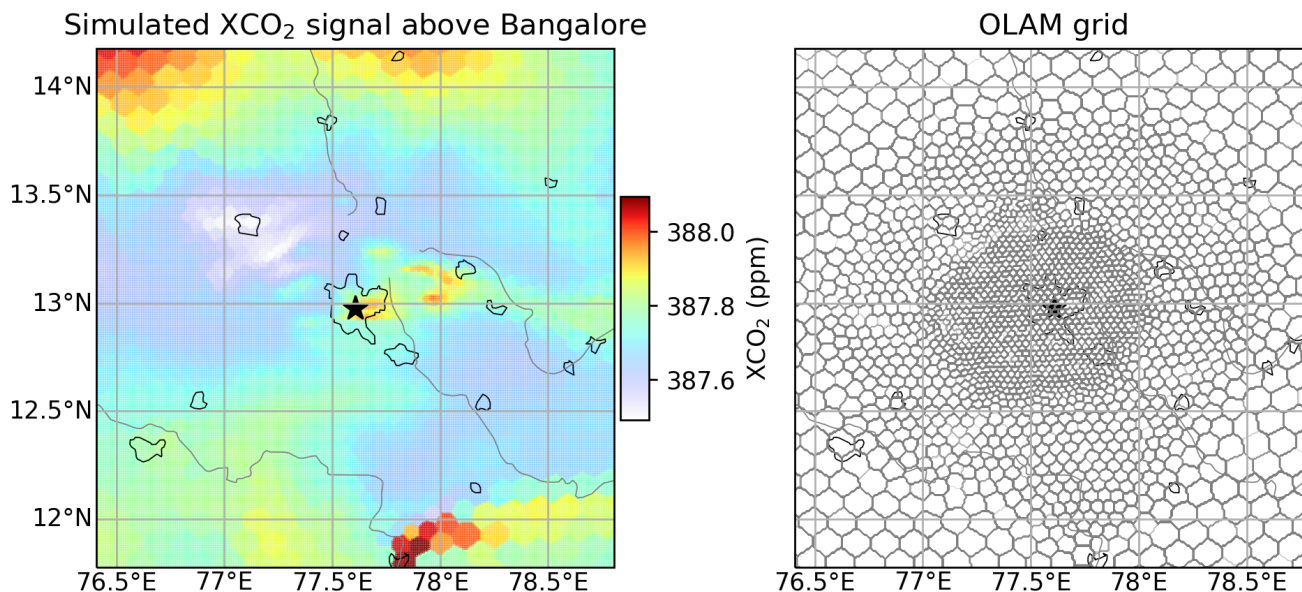 Simulated XCO₂ signal above Bangalore
14°N
13.5°N
13°N
12.5°N
12°N
76.5°E 77°E 77.5°E 78°E 78.5°E
388.0
387.8
387.6
XCO₂ (ppm)
OLAM grid
76.5°E 77°E 77.5°E 78°E 78.5°E